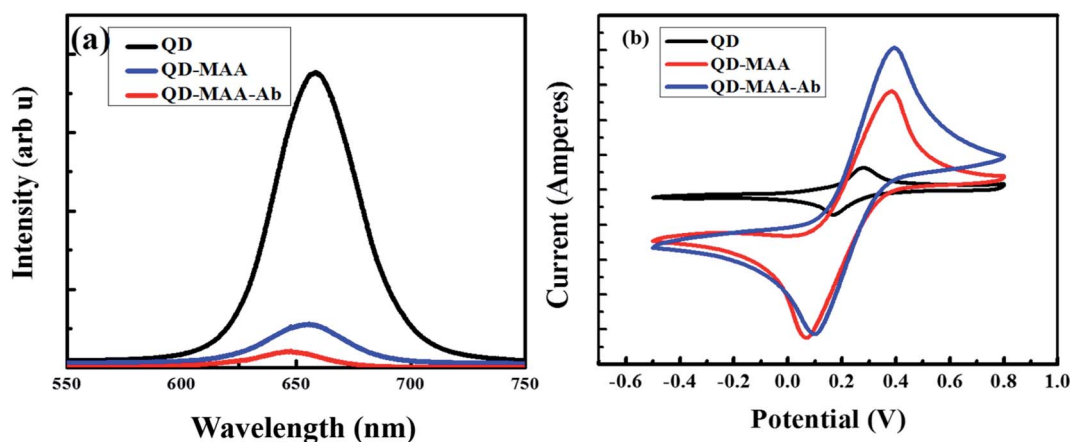 (a)
QD
QD-MAA
QD-MAA-Ab
Intensity (arb u)
550 600 650 700 750
Wavelength (nm)
(b)
QD
QD-MAA
QD-MAA-Ab
Current (Amperes)
-0.6 -0.4 -0.2 0.0 0.2 0.4 0.6 0.8 1.0
Potential (V)